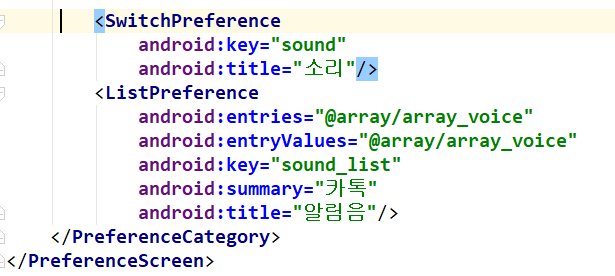 <SwitchPreference
android:key="sound"
android:title="소리"/>
<ListPreference
android:entries="@array/array_voice"
android:entryValues="@array/array_voice"
android:key="sound_list"
android:summary="카톡"
android:title="알림음"/>
</PreferenceCategory>
</PreferenceScreen>